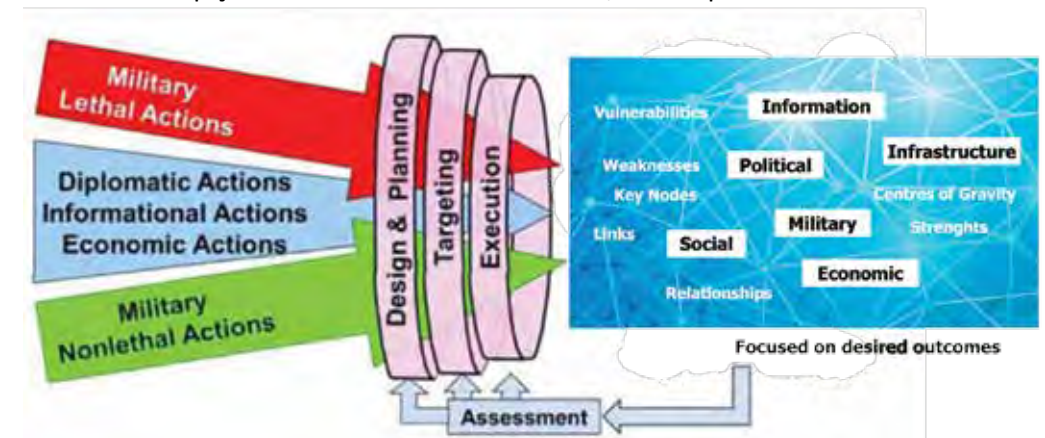 Military
Lethal Actions
Diplomatic Actions
Informational Actions
Economic Actions
Military
Nonlethal Actions
Design & Planning
Targeting
Execution
Vulnerabilities
Information
Weaknesses
Political
Infrastructure
Key Nodes
Centres of Gravity
Links
Social
Military
Strenghts
Economic
Relationships
Focused on desired outcomes
Assessment